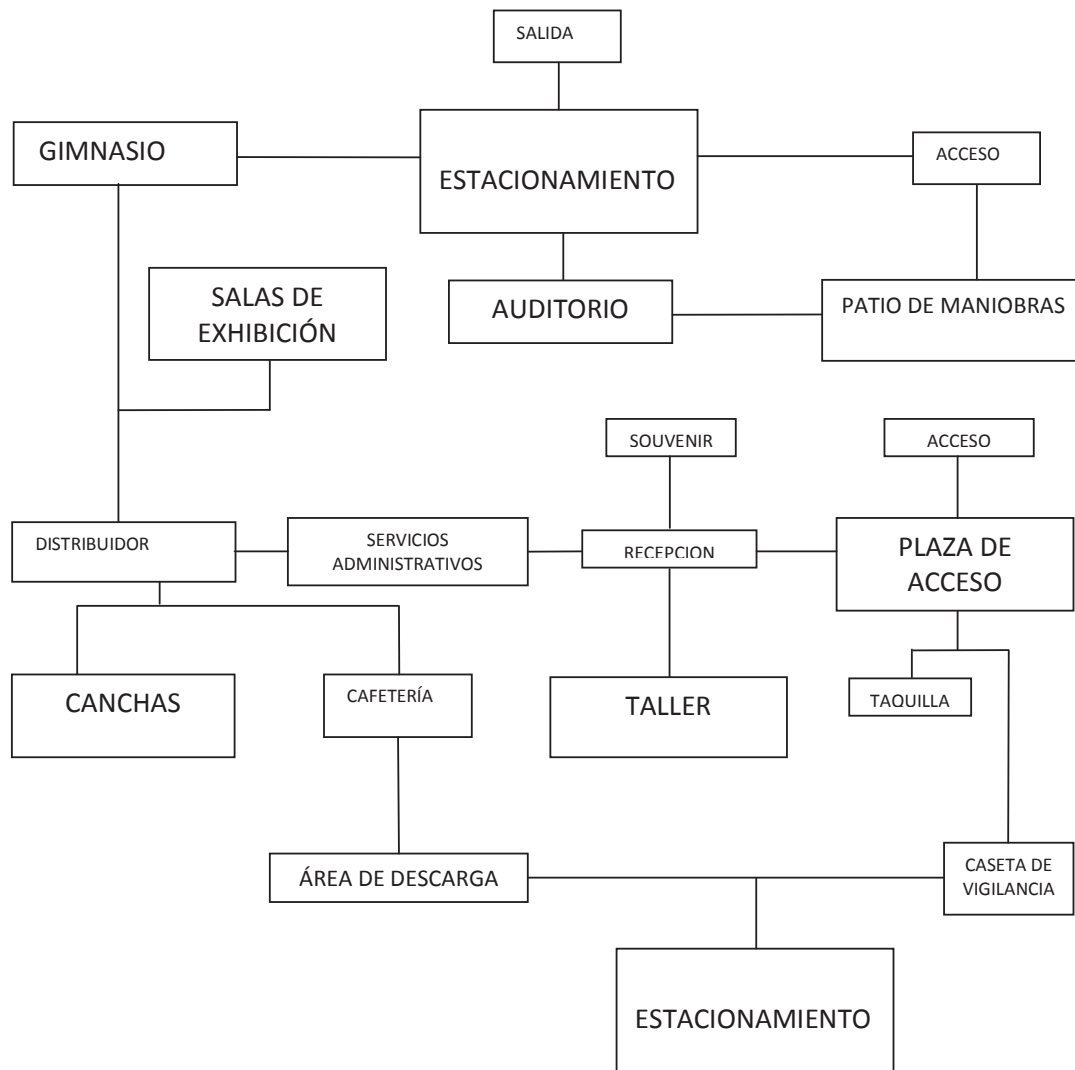 SALIDA
GIMNASIO
ESTACIONAMIENTO
ACCESO
SALAS DE
EXHIBICIÓN
AUDITORIO
PATIO DE MANIOBRAS
SOUVENIR
ACCESO
DISTRIBUIDOR
SERVICIOS
ADMINISTRATIVOS
RECEPCION
PLAZA DE
ACCESO
CANCHAS
CAFETERÍA
TALLER
TAQUILLA
ÁREA DE DESCARGA
CASETA DE
VIGILANCIA
ESTACIONAMIENTO